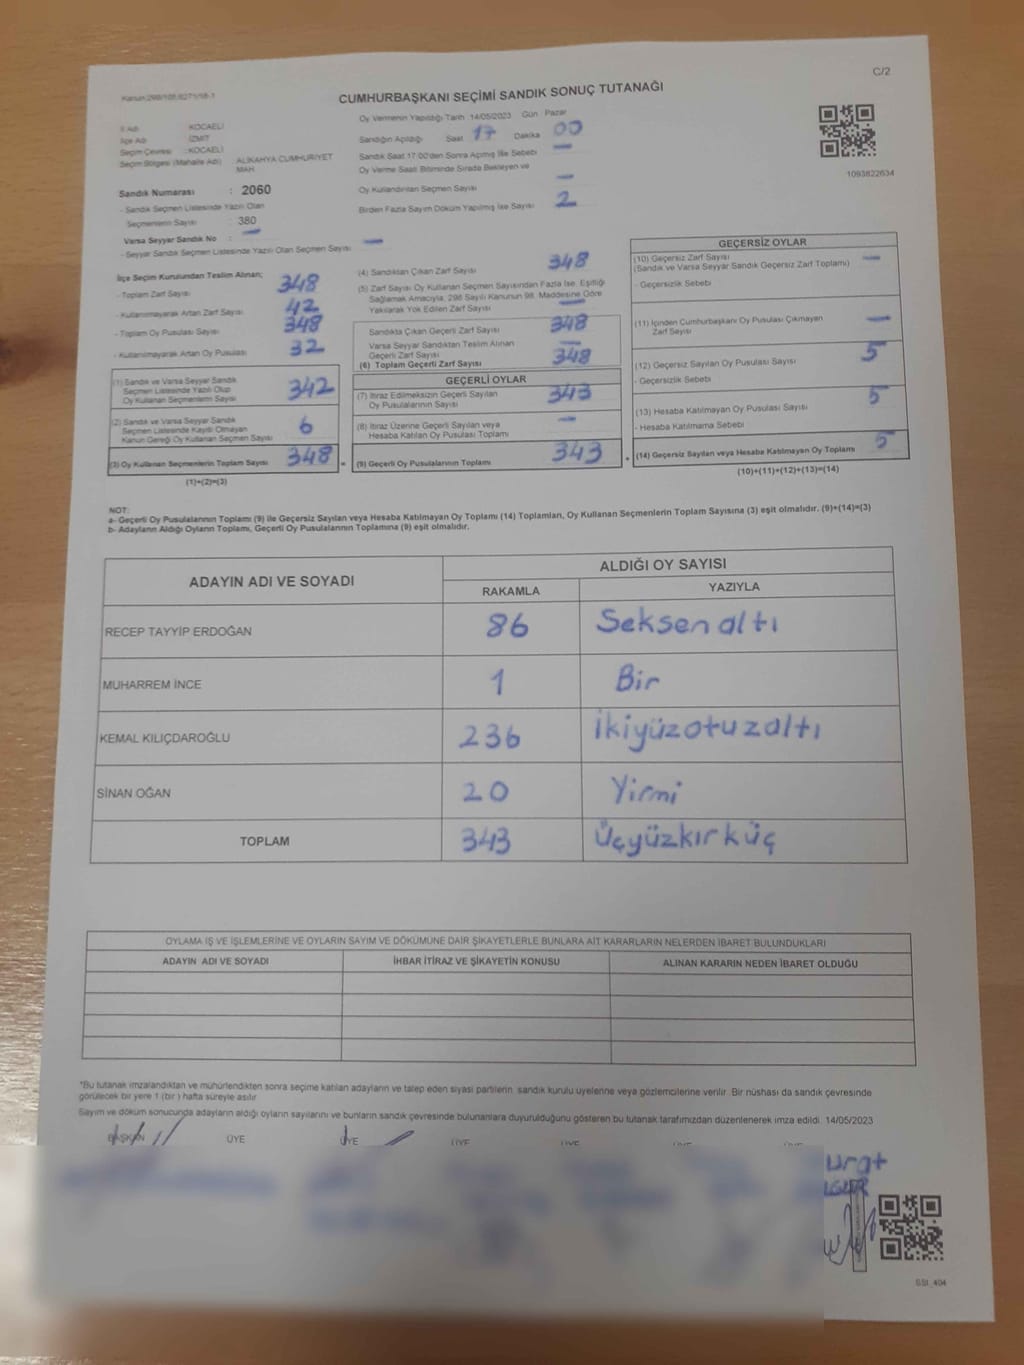 C/2
Kanun:298/105,6271/18-1
CUMHURBAŞKANI SEÇİMİ SANDIK SONUÇ TUTANAĞI
1093822634
İl Adı : KOCAELİ
İlçe Adı : İZMİT
Seçim Çevresi : KOCAELİ
Seçim Bölgesi (Mahalle Adı) : ALİKAHYA CUMHURİYET MAH.
Sandık Numarası : 2060
- Sandık Seçmen Listesinde Yazılı Olan
Seçmenlerin Sayısı : 380
Varsa Seyyar Sandık No : —
- Seyyar Sandık Seçmen Listesinde Yazılı Olan Seçmen Sayısı —
Oy Vermenin Yapıldığı Tarih 14/05/2023 Gün Pazar
Sandığın Açıldığı Saat 17 Dakika 00
Sandık Saat 17:00'den Sonra Açılmış İse Sebebi —
Oy Verme Saati Bitiminde Sırada Bekleyen ve
Oy Kullandırılan Seçmen Sayısı —
Birden Fazla Sayım Döküm Yapılmış İse Sayısı 2
İlçe Seçim Kurulundan Teslim Alınan;
- Toplam Zarf Sayısı 348
- Kullanılmayarak Artan Zarf Sayısı 42
- Toplam Oy Pusulası Sayısı 348
- Kullanılmayarak Artan Oy Pusulası 32
(1) Sandık ve Varsa Seyyar Sandık
Seçmen Listesinde Yazılı Olup
Oy Kullanan Seçmenlerin Sayısı 342
(2) Sandık ve Varsa Seyyar Sandık
Seçmen Listesinde Kayıtlı Olmayan
Kanun Gereği Oy Kullanan Seçmen Sayısı 6
(3) Oy Kullanan Seçmenlerin Toplam Sayısı 348 =
(1)+(2)=(3)
(4) Sandıktan Çıkan Zarf Sayısı 348
(5) Zarf Sayısı Oy Kullanan Seçmen Sayısından Fazla İse, Eşitliği
Sağlamak Amacıyla, 298 Sayılı Kanunun 98. Maddesine Göre
Yakılarak Yok Edilen Zarf Sayısı —
Sandıkta Çıkan Geçerli Zarf Sayısı 348
Varsa Seyyar Sandıktan Teslim Alınan
Geçerli Zarf Sayısı —
(6) Toplam Geçerli Zarf Sayısı 348
GEÇERLİ OYLAR
(7) İtiraz Edilmeksizin Geçerli Sayılan
Oy Pusulalarının Sayısı 343
(8) İtiraz Üzerine Geçerli Sayılan veya
Hesaba Katılan Oy Pusulası Toplamı —
(9) Geçerli Oy Pusulalarının Toplamı 343 +
GEÇERSİZ OYLAR
(10) Geçersiz Zarf Sayısı —
(Sandık ve Varsa Seyyar Sandık Geçersiz Zarf Toplamı)
- Geçersizlik Sebebi
(11) İçinden Cumhurbaşkanı Oy Pusulası Çıkmayan
Zarf Sayısı —
(12) Geçersiz Sayılan Oy Pusulası Sayısı 5
- Geçersizlik Sebebi
(13) Hesaba Katılmayan Oy Pusulası Sayısı 5
- Hesaba Katılmama Sebebi
(14) Geçersiz Sayılan veya Hesaba Katılmayan Oy Toplamı 5
(10)+(11)+(12)+(13)=(14)
NOT:
a- Geçerli Oy Pusulalarının Toplamı (9) ile Geçersiz Sayılan veya Hesaba Katılmayan Oy Toplamı (14) Toplamları, Oy Kullanan Seçmenlerin Toplam Sayısına (3) eşit olmalıdır. (9)+(14)=(3)
b- Adayların Aldığı Oyların Toplamı, Geçerli Oy Pusulalarının Toplamına (9) eşit olmalıdır.
ADAYIN ADI VE SOYADI ALDIĞI OY SAYISI
RAKAMLA YAZIYLA
RECEP TAYYİP ERDOĞAN 86 Seksen altı
MUHARREM İNCE 1 Bir
KEMAL KILIÇDAROĞLU 236 İkiyüzotuzaltı
SİNAN OĞAN 20 Yirmi
TOPLAM 343 Üçyüzkırküç
OYLAMA İŞ VE İŞLEMLERİNE VE OYLARIN SAYIM VE DÖKÜMÜNE DAİR ŞİKAYETLERLE BUNLARA AİT KARARLARIN NELERDEN İBARET BULUNDUKLARI
ADAYIN ADI VE SOYADI İHBAR İTİRAZ VE ŞİKAYETİN KONUSU ALINAN KARARIN NEDEN İBARET OLDUĞU
*Bu tutanak imzalandıktan ve mühürlendikten sonra seçime katılan adayların ve talep eden siyasi partilerin, sandık kurulu üyelerine veya gözlemcilerine verilir. Bir nüshası da sandık çevresinde
görülecek bir yere 1 (bir ) hafta süreyle asılır.
Sayım ve döküm sonucunda adayların aldığı oyların sayılarını ve bunların sandık çevresinde bulunanlara duyurulduğunu gösteren bu tutanak tarafımızdan düzenlenerek imza edildi. 14/05/2023
BAŞKAN ÜYE ÜYE ÜYE ÜYE
SSI_404